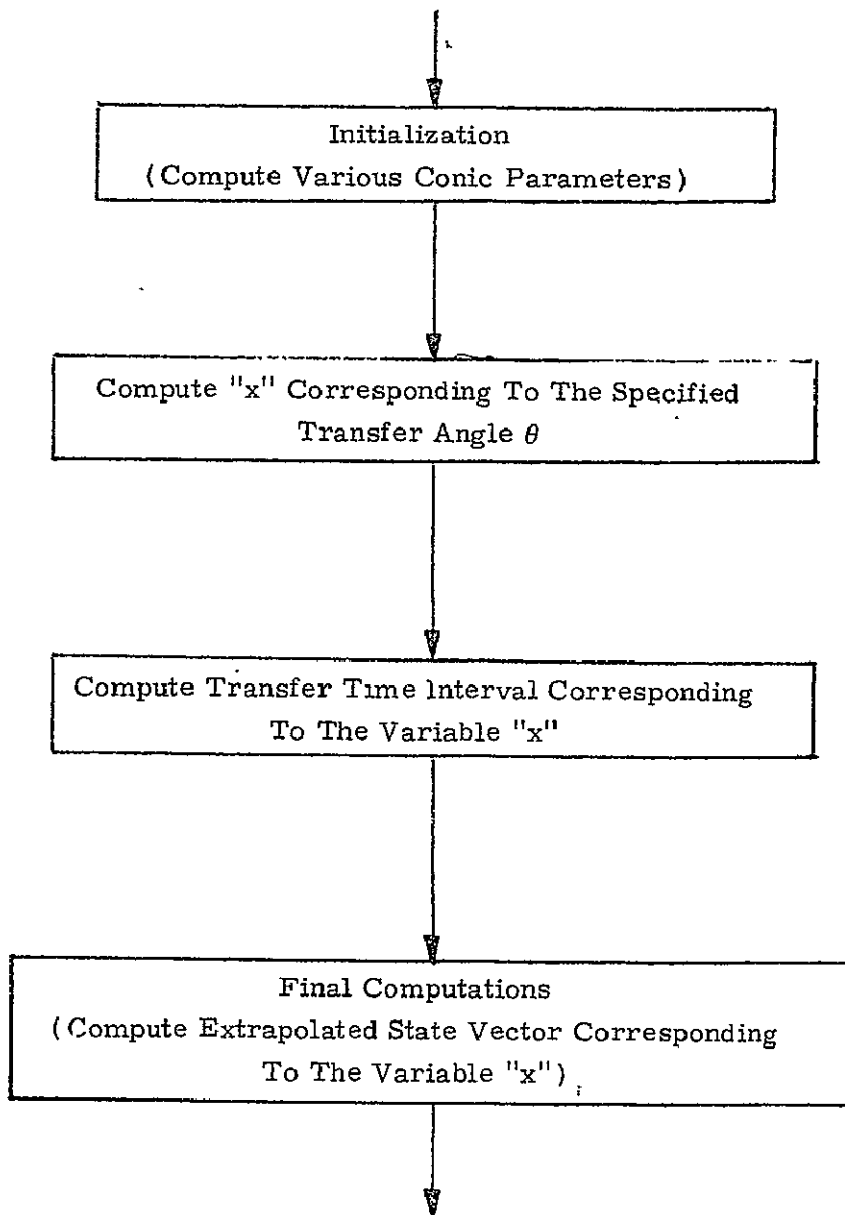 Initialization
(Compute Various Conic Parameters)
Compute "x" Corresponding To The Specified
Transfer Angle θ
Compute Transfer Time Interval Corresponding
To The Variable "x"
Final Computations
(Compute Extrapolated State Vector Corresponding
To The Variable "x")